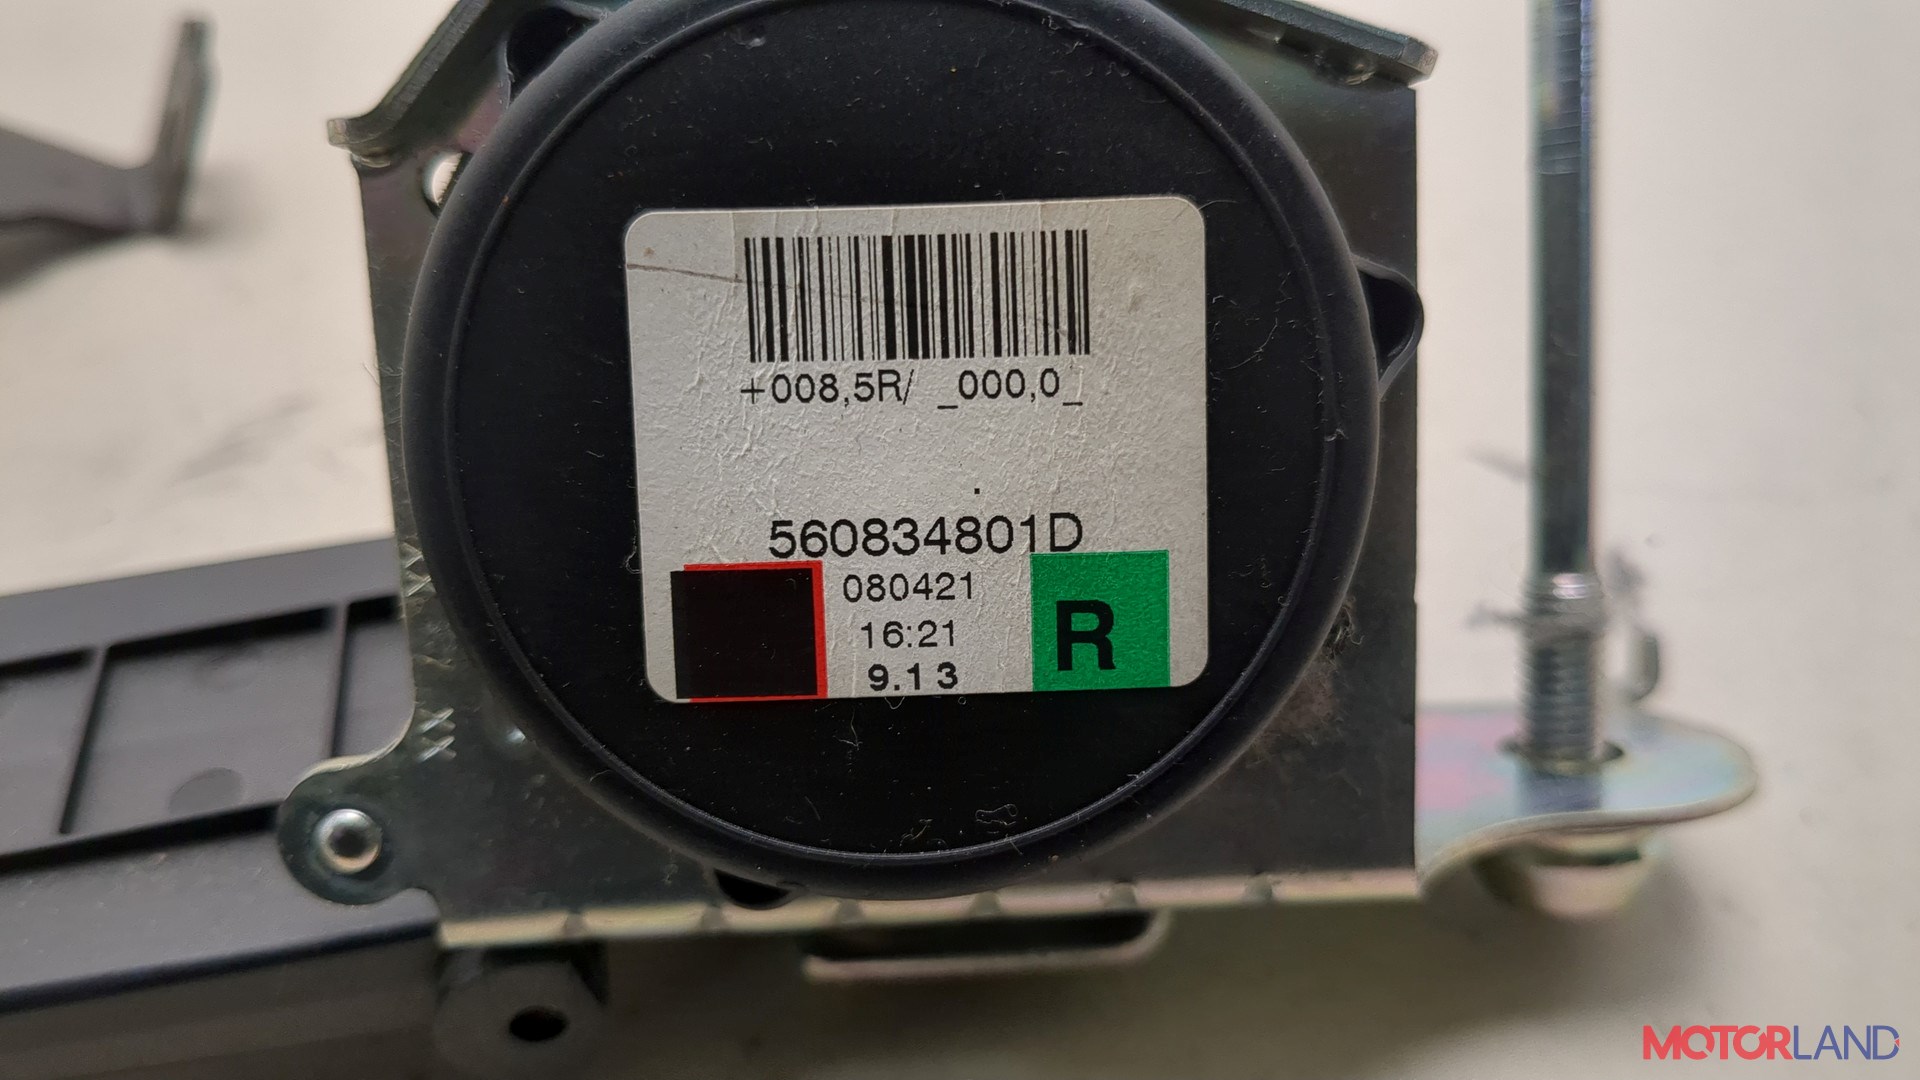 +008,5R/ _000,0_
.
560834801D
080421
16:21
9.13
R
MOTORLAND